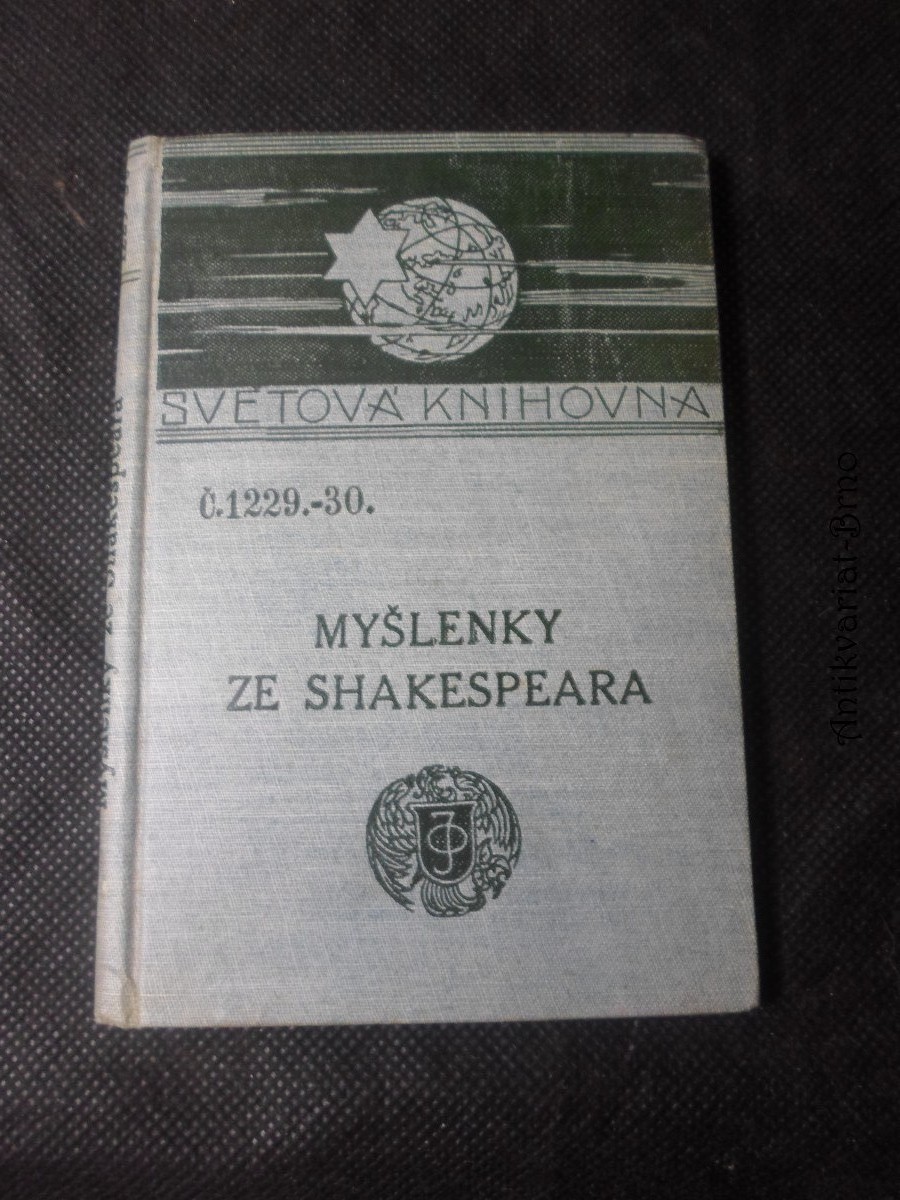 SVĚTOVÁ KNIHOVNA
Č.1229.-30.
MYŠLENKY
ZE SHAKESPEARA
Myšlenky ze Shakespeara
Antikvariat-Brno